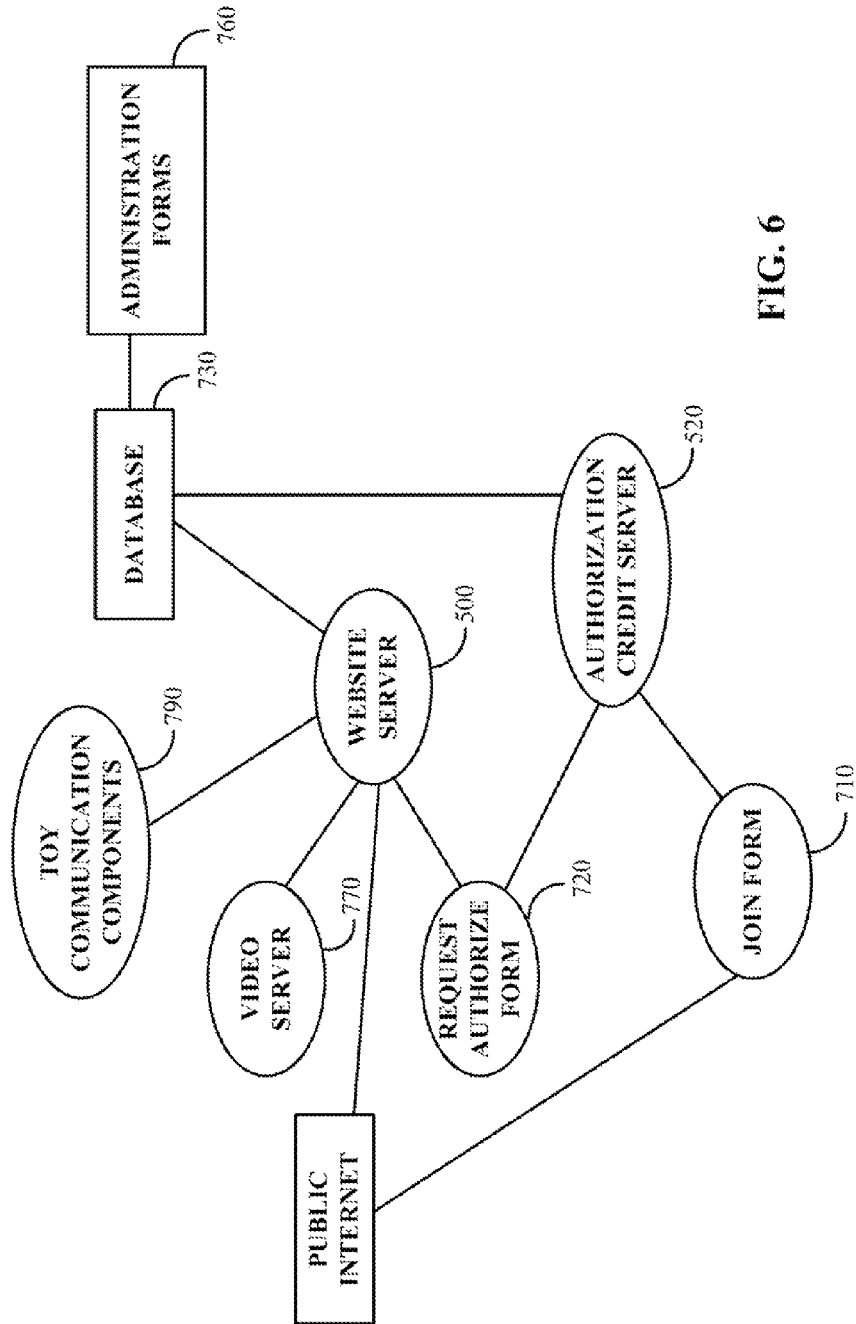 TOY
COMMUNICATION
COMPONENTS
790
VIDEO
SERVER
770
PUBLIC
INTERNET
WEBSITE
SERVER
500
REQUEST
AUTHORIZE
FORM
720
DATABASE
730
ADMINISTRATION
FORMS
760
AUTHORIZATION
CREDIT SERVER
520
JOIN FORM
710
FIG. 6